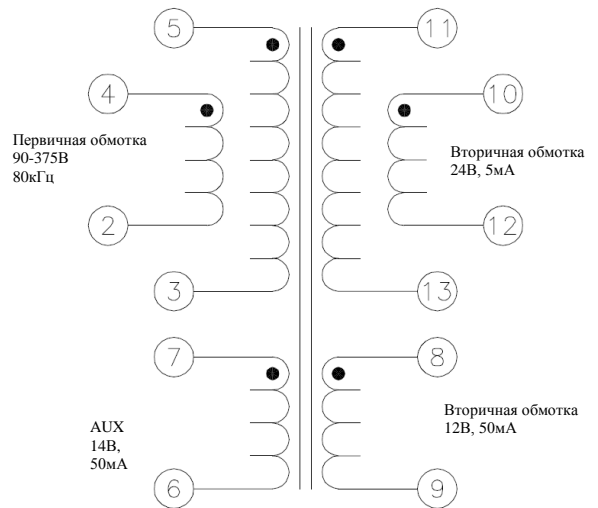 5
11
4
10
Первичная обмотка
90-375В
80кГц
Вторичная обмотка
24В, 5мА
2
12
3
13
7
8
AUX
14В,
50мА
Вторичная обмотка
12В, 50мА
6
9